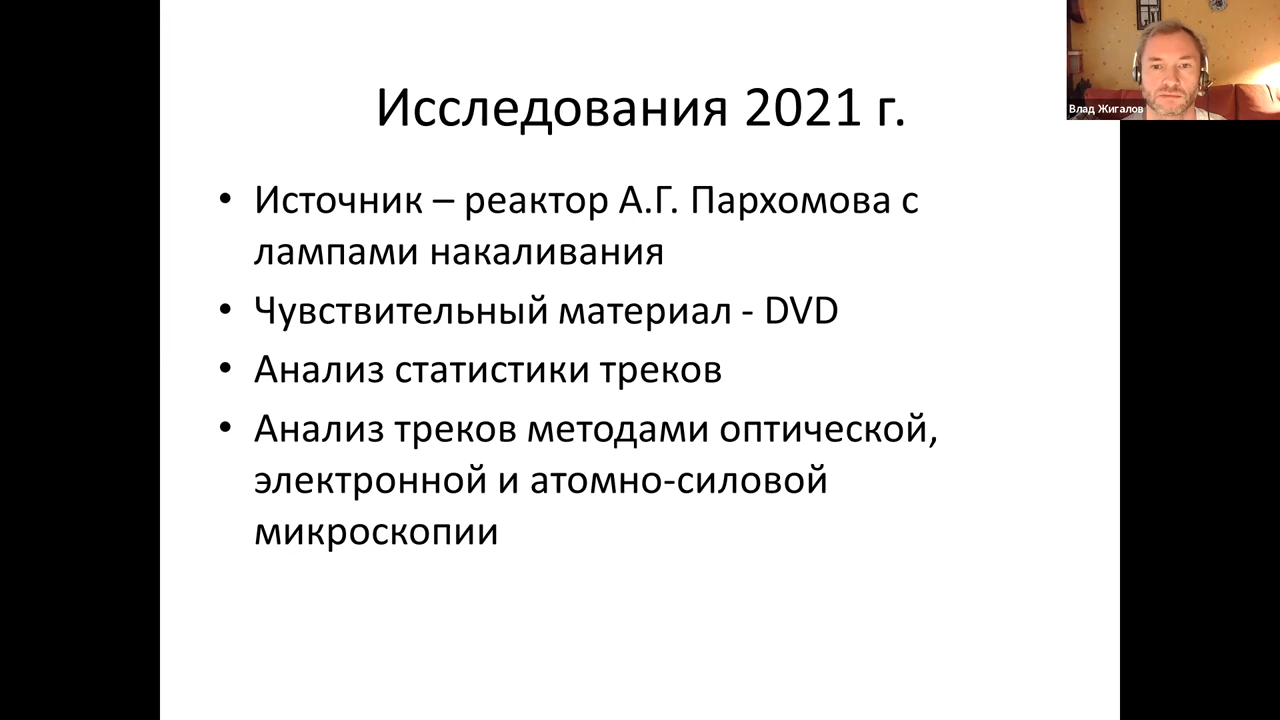 Исследования 2021 г.
Влад Жигалов
• Источник – реактор А.Г. Пархомова с
лампами накаливания
• Чувствительный материал - DVD
• Анализ статистики треков
• Анализ треков методами оптической,
электронной и атомно-силовой
микроскопии